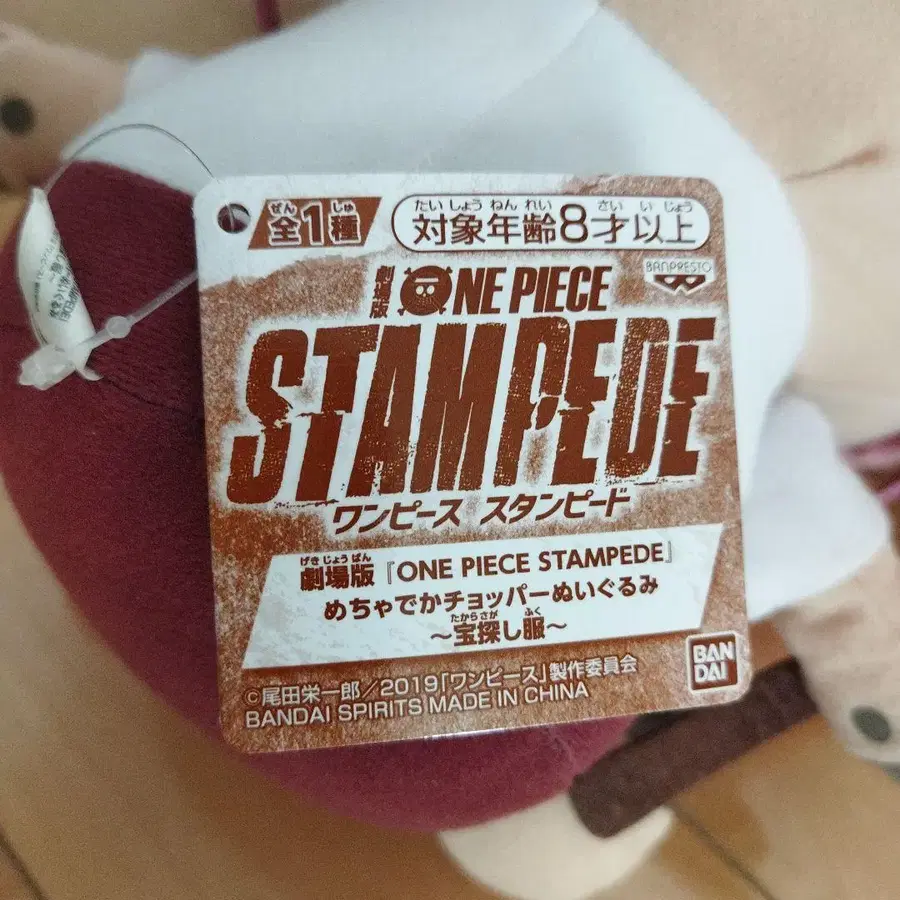 全1種
対象年齢8才以上
BANPRESTO
劇場版 ONE PIECE
STAMPEDE
ワンピース スタンピード
劇場版『ONE PIECE STAMPEDE』
めちゃでかチョッパーぬいぐるみ
~宝探し服~
©尾田栄一郎/2019「ワンピース」製作委員会
BANDAI SPIRITS MADE IN CHINA
BAN
DAI